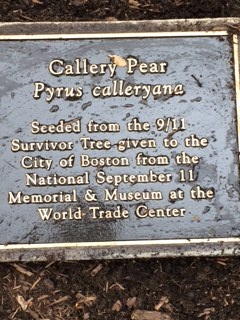 Callery Pear
Pyrus calleryana
Seeded from the 9/11
Survivor Tree given to the
City of Boston from the
National September 11
Memorial & Museum at the
World Trade Center